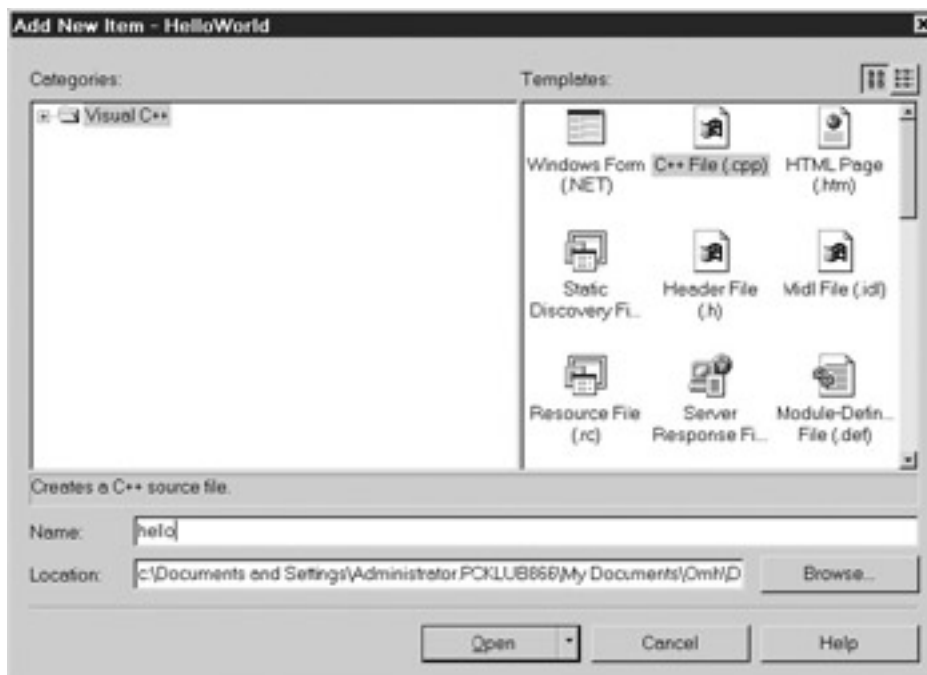 Add New Item - HelloWorld
Categories:
Templates:
Visual C++
Windows Form (.NET)
C++ File (.cpp)
HTML Page (.htm)
Static Discovery Fi...
Header File (.h)
Midl File (.idl)
Resource File (.rc)
Server Response Fi...
Module-Defin... File (.def)
Creates a C++ source file.
Name:
hello
Location:
c:\Documents and Settings\Administrator.PCKLUB866\My Documents\Omh\D
Browse...
Open
Cancel
Help